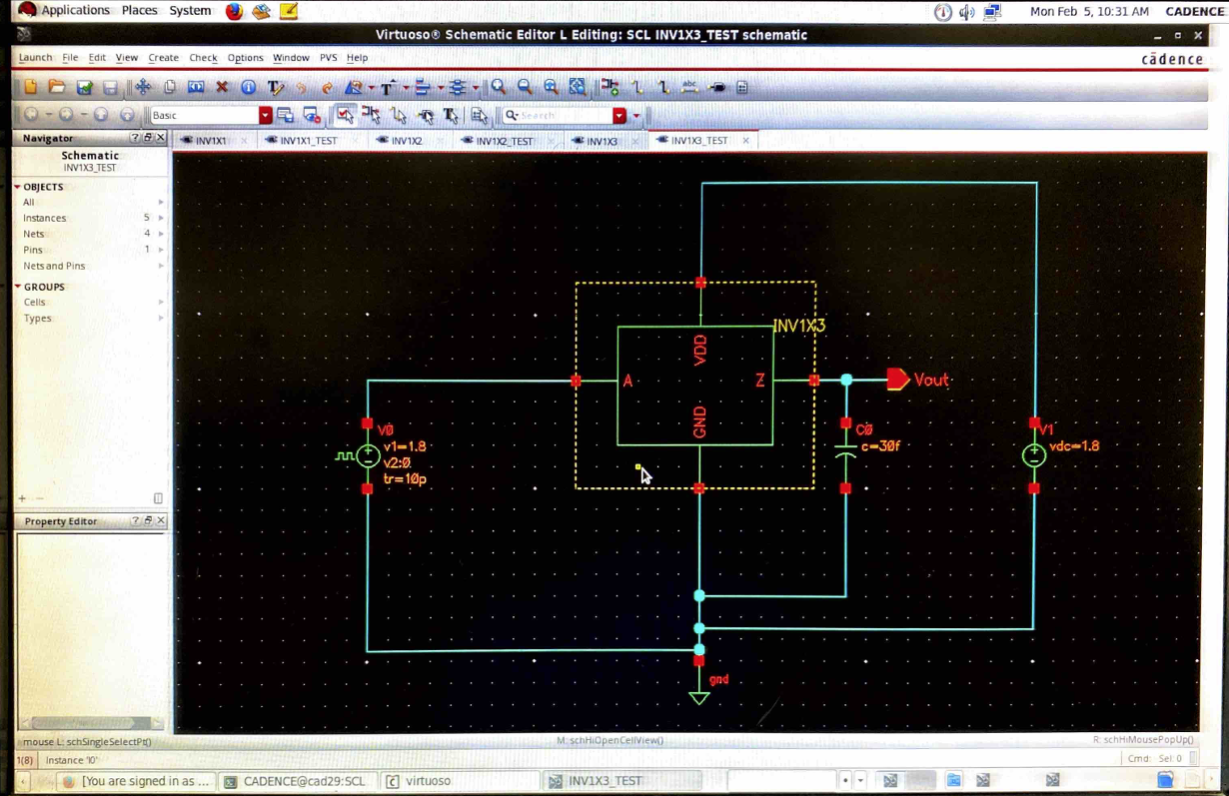 Applications Places System
Mon Feb 5, 10:31 AM CADENCE
Virtuoso® Schematic Editor L Editing: SCL INV1X3_TEST schematic
Launch File Edit View Create Check Options Window PVS Help
cādence
Basic
Search
Navigator
INV1X1
INV1X1_TEST
INV1X2
INV1X2_TEST
INV1X3
INV1X3_TEST
Schematic
INV1X3_TEST
OBJECTS
All
Instances 5
Nets 4
Pins 1
Nets and Pins
GROUPS
Cells
Types
INV1X3
VDD
A
Z
GND
Vout
V0
v1=1.8
v2:0
tr=10p
C0
c=30f
V1
vdc=1.8
gnd
Property Editor
mouse L: schSingleSelectPt()
M: schHiOpenCellView()
R: schHiMousePopUp()
1(8) Instance 'I0'
Cmd: Sel: 0
[You are signed in as ...
CADENCE@cad29:SCL
virtuoso
INV1X3_TEST